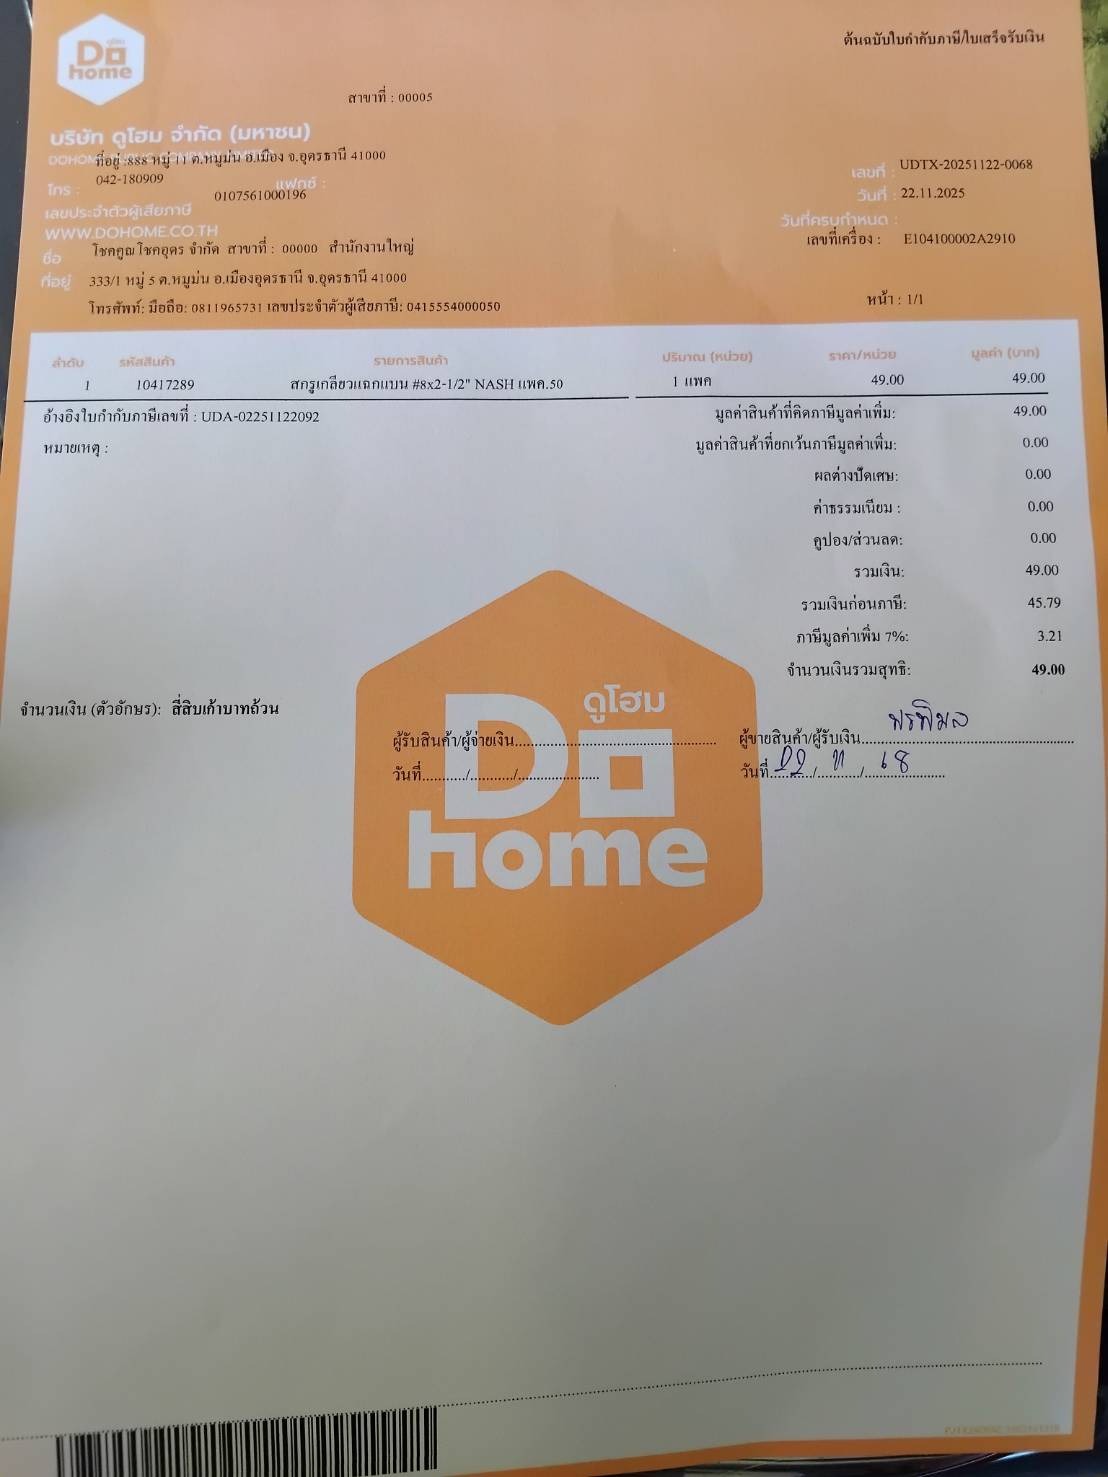 ดูโฮม
Do
home
ต้นฉบับใบกำกับภาษี/ใบเสร็จรับเงิน
สาขาที่ : 00005
บริษัท ดูโฮม จำกัด (มหาชน)
ที่อยู่ :888 หมู่ 11 ต.หมูม่น อ.เมือง จ.อุดรธานี 41000
โทร : 042-180909 แฟกซ์ :
เลขที่ : UDTX-20251122-0068
เลขประจำตัวผู้เสียภาษี 0107561000196
วันที่ : 22.11.2025
WWW.DOHOME.CO.TH
วันที่ครบกำหนด :
เลขที่เครื่อง : E104100002A2910
ชื่อ โชคคูณโชคอุดร จำกัด สาขาที่ : 00000 สำนักงานใหญ่
ที่อยู่ 333/1 หมู่ 5 ต.หมูม่น อ.เมืองอุดรธานี จ.อุดรธานี 41000
โทรศัพท์: มือถือ: 0811965731 เลขประจำตัวผู้เสียภาษี: 0415554000050
หน้า : 1/1
ลำดับ รหัสสินค้า รายการสินค้า ปริมาณ (หน่วย) ราคา/หน่วย มูลค่า (บาท)
1 10417289 สกรูเกลียวแฉกแบน #8x2-1/2" NASH แพค.50 1 แพค 49.00 49.00
อ้างอิงใบกำกับภาษีเลขที่ : UDA-02251122092
มูลค่าสินค้าที่คิดภาษีมูลค่าเพิ่ม: 49.00
หมายเหตุ :
มูลค่าสินค้าที่ยกเว้นภาษีมูลค่าเพิ่ม: 0.00
ผลต่างปัดเศษ: 0.00
ค่าธรรมเนียม : 0.00
คูปอง/ส่วนลด: 0.00
รวมเงิน: 49.00
รวมเงินก่อนภาษี: 45.79
ภาษีมูลค่าเพิ่ม 7%: 3.21
จำนวนเงินรวมสุทธิ: 49.00
จำนวนเงิน (ตัวอักษร): สี่สิบเก้าบาทถ้วน
ดูโฮม
Do
home
ผู้รับสินค้า/ผู้จ่ายเงิน
ผู้ขายสินค้า/ผู้รับเงิน พรพิมล
วันที่ / /
วันที่ 22 / 11 / 68